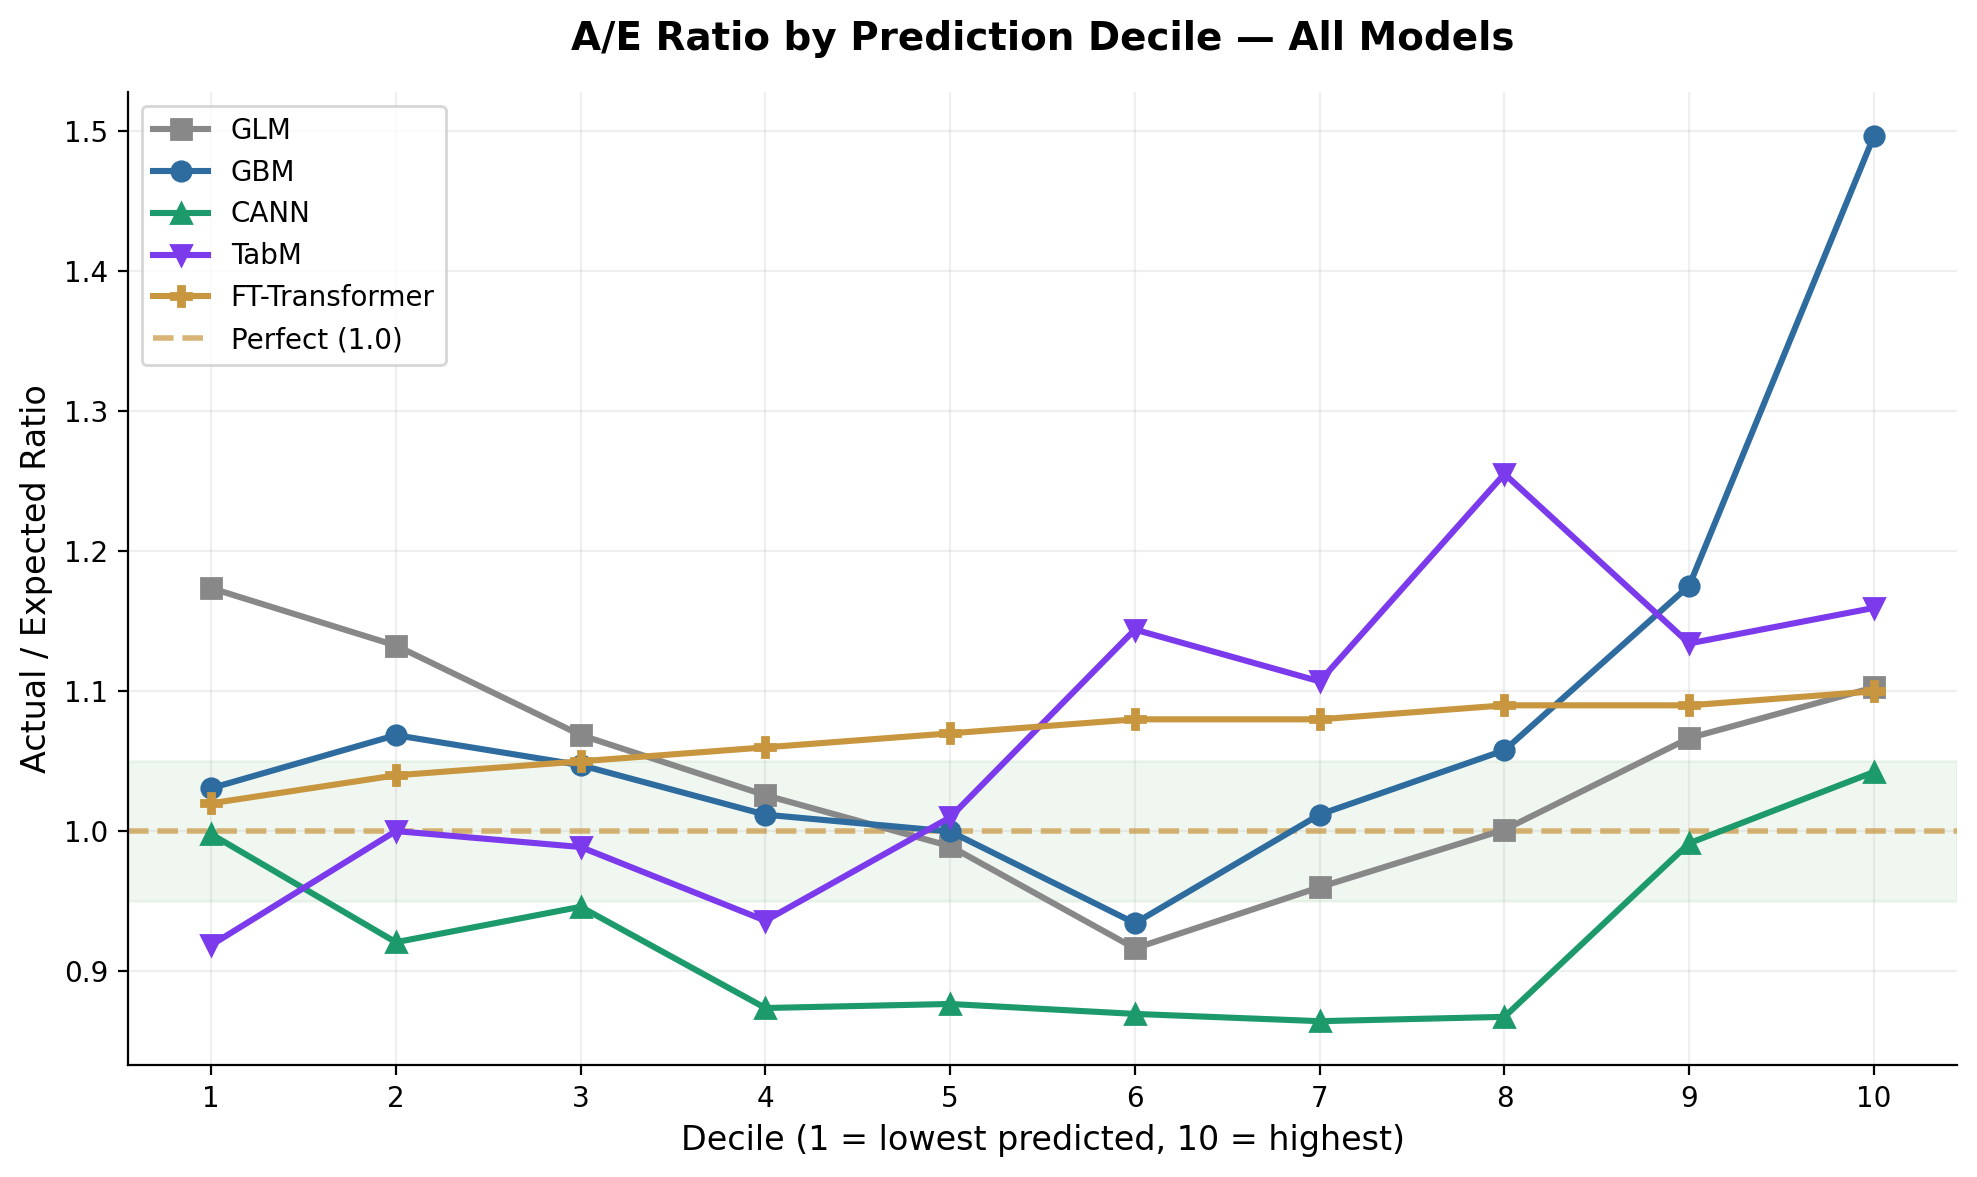 A/E Ratio by Prediction Decile — All Models
GLM
GBM
CANN
TabM
FT-Transformer
Perfect (1.0)
Actual / Expected Ratio
1.5
1.4
1.3
1.2
1.1
1.0
0.9
1 2 3 4 5 6 7 8 9 10
Decile (1 = lowest predicted, 10 = highest)